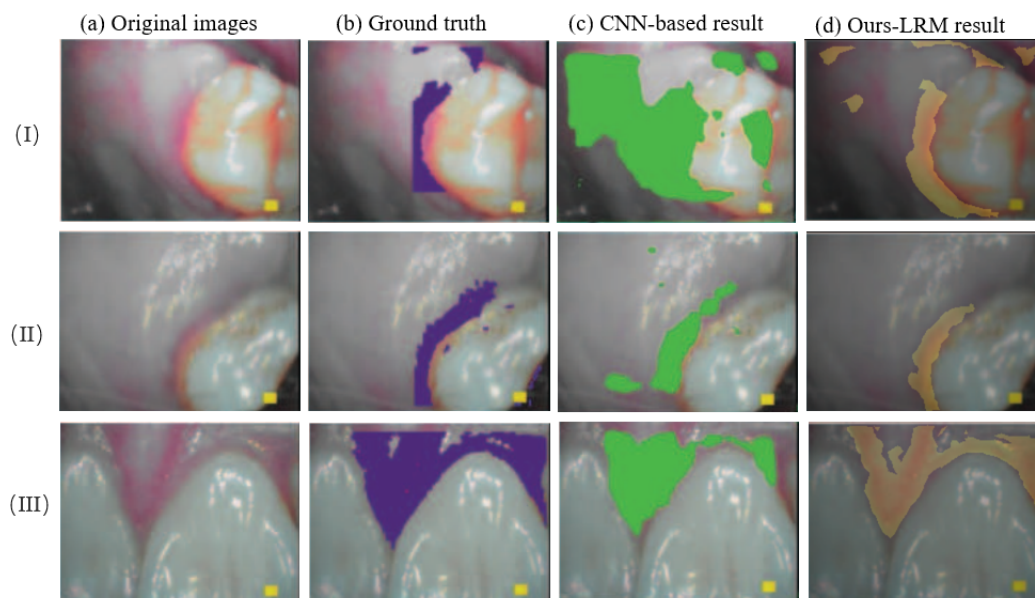 (a) Original images (b) Ground truth (c) CNN-based result (d) Ours-LRM result
(I)
(II)
(III)